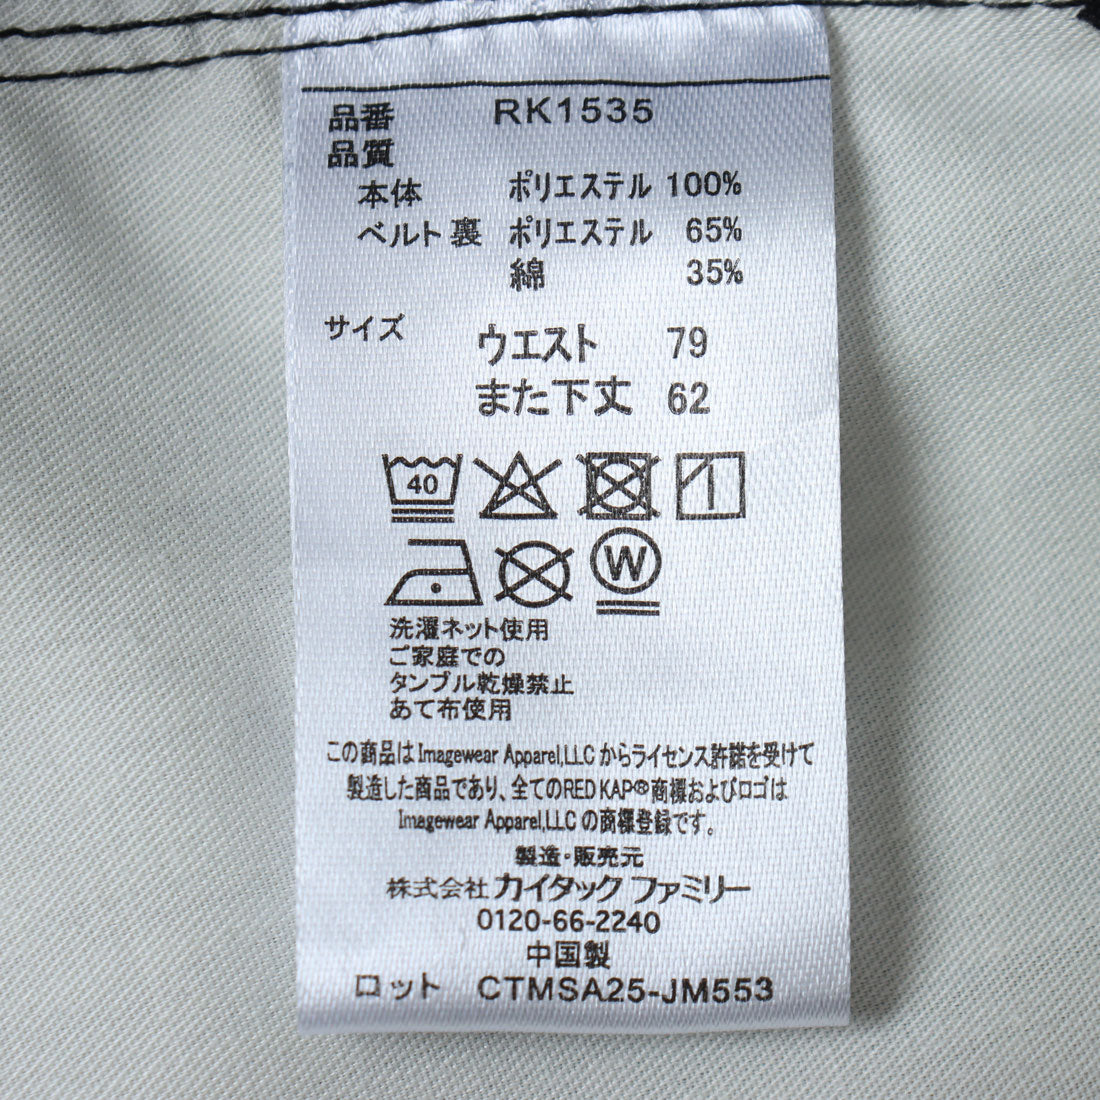 品番 RK1535
品質
本体 ポリエステル 100%
ベルト裏 ポリエステル 65%
綿 35%
サイズ ウエスト 79
また下丈 62
40
W
洗濯ネット使用
ご家庭での
タンブル乾燥禁止
あて布使用
この商品はImagewear Apparel,LLCからライセンス許諾を受けて
製造した商品であり、全てのRED KAP®商標およびロゴは
Imagewear Apparel,LLCの商標登録です。
製造・販売元
株式会社カイタックファミリー
0120-66-2240
中国製
ロット CTMSA25-JM553